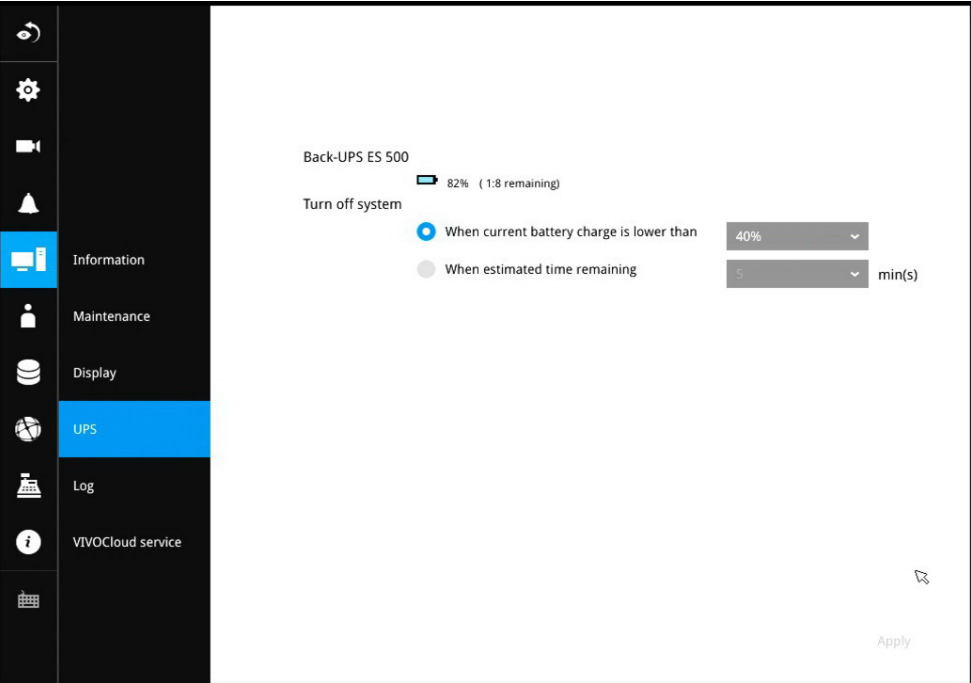 Back-UPS ES 500
82% ( 1:8 remaining)
Turn off system
When current battery charge is lower than 40%
When estimated time remaining 5 min(s)
Information
Maintenance
Display
UPS
Log
VIVOCloud service
Apply